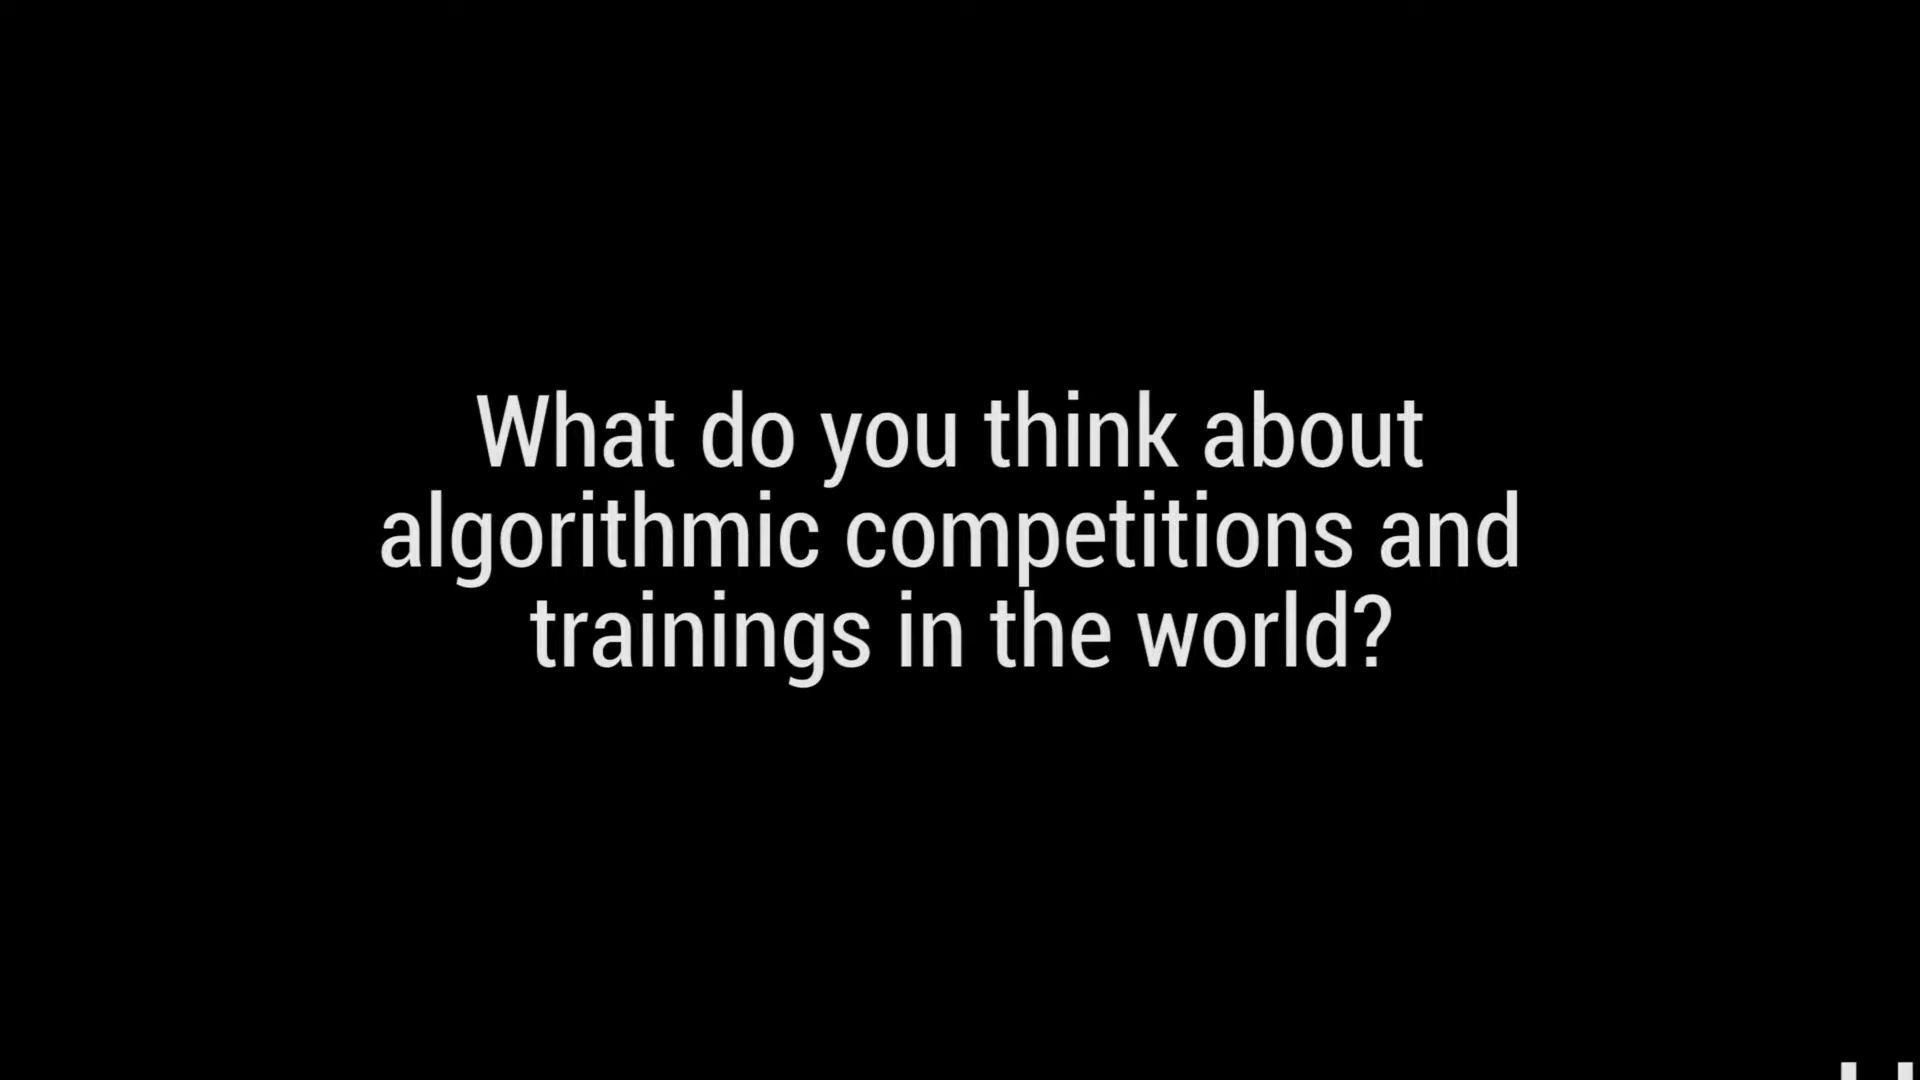 What do you think about
algorithmic competitions and
trainings in the world?